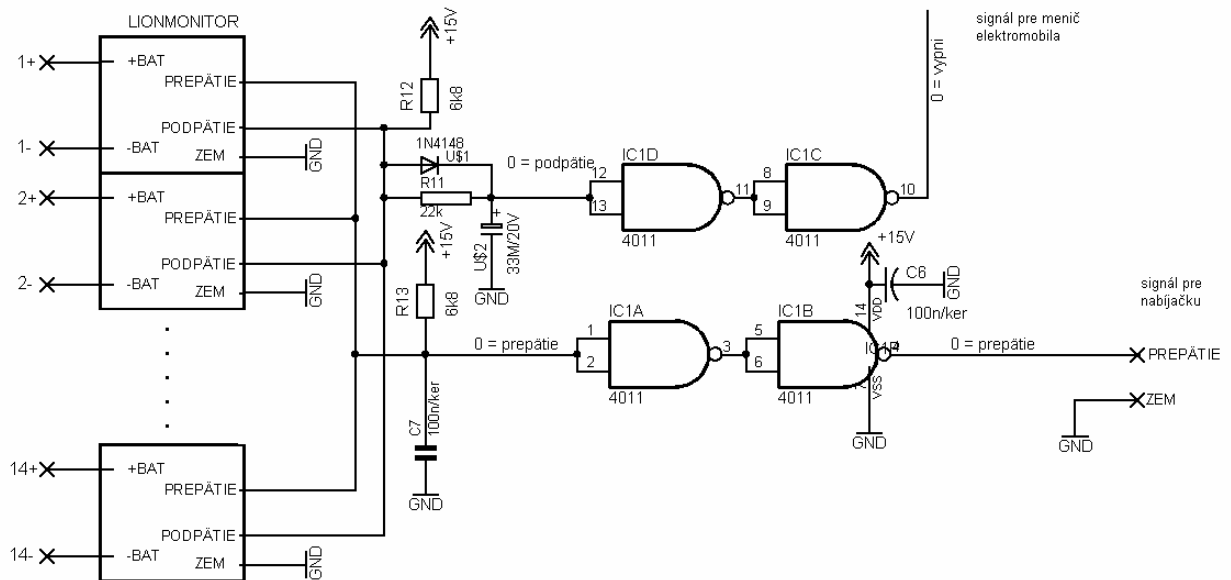 LIONMONITOR
1+
+BAT
PREPÄTIE
PODPÄTIE
1-
-BAT
ZEM
GND
2+
+BAT
PREPÄTIE
PODPÄTIE
2-
-BAT
ZEM
GND
14+
+BAT
PREPÄTIE
PODPÄTIE
14-
-BAT
ZEM
GND
+15V
R12
6k8
1N4148
U$1
R11
22k
+
U$2
33M/20V
GND
+15V
R13
6k8
C7
100n/ker
GND
0 = podpätie
IC1D
12
13
11
4011
IC1C
8
9
10
4011
0 = vypni
signál pre menič
elektromobila
0 = prepätie
IC1A
1
2
3
4011
IC1B
5
6
4
4011
+15V
C6
100n/ker
GND
14
VDD
IC1P
7
VSS
GND
0 = prepätie
signál pre
nabíjačku
PREPÄTIE
ZEM
GND